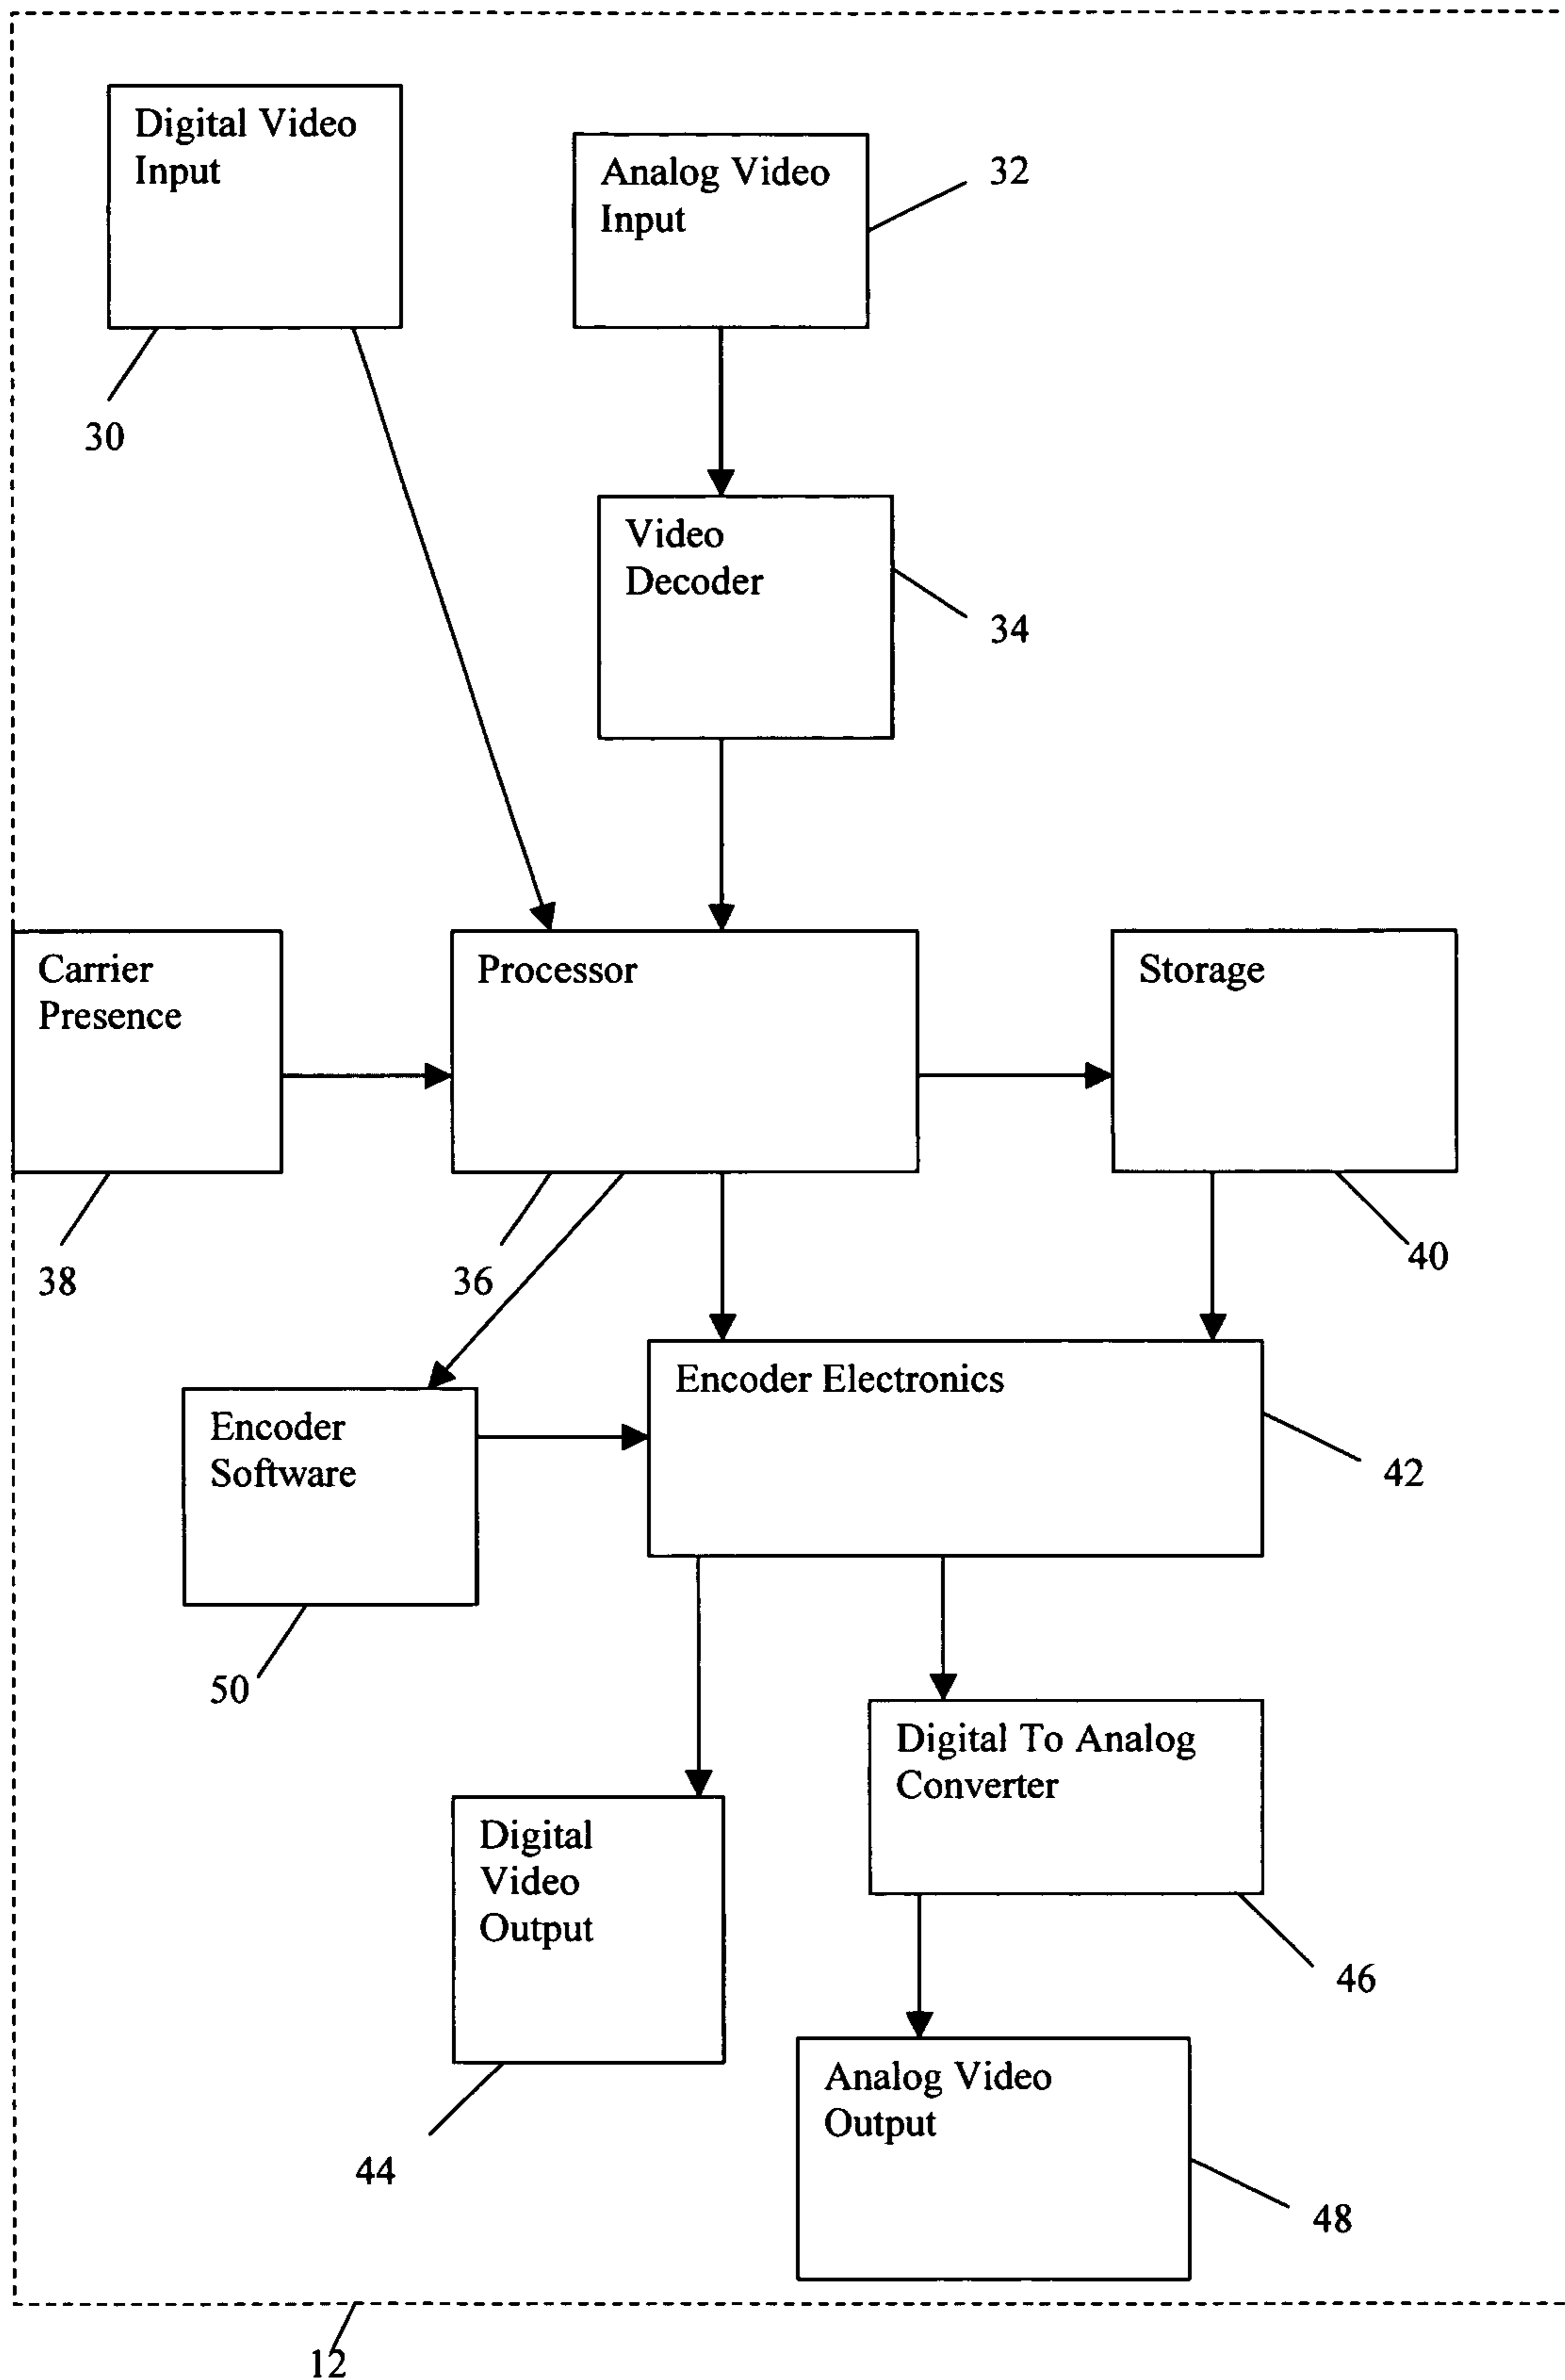 Digital Video
Input
Analog Video
Input
32
30
Video
Decoder
34
Carrier
Presence
Processor
Storage
38
36
40
Encoder Electronics
Encoder
Software
42
50
Digital To Analog
Converter
Digital
Video
Output
46
Analog Video
Output
44
48
12